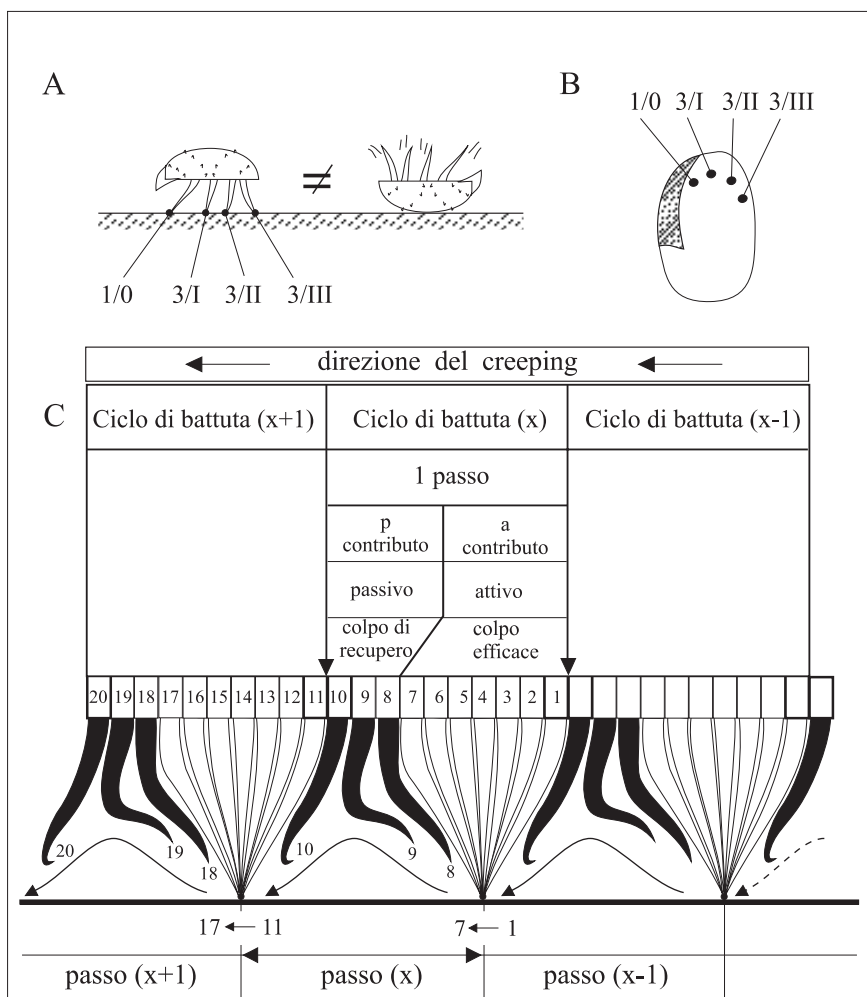 A
B
1/0 3/I 3/II 3/III
≠
1/0 3/I 3/II 3/III
direzione del creeping
C
Ciclo di battuta (x+1) Ciclo di battuta (x) Ciclo di battuta (x-1)
1 passo
p a
contributo contributo
passivo attivo
colpo di colpo
recupero efficace
20 19 18 17 16 15 14 13 12 11 10 9 8 7 6 5 4 3 2 1
20 19 18 10 9 8
17 11 7 1
passo (x+1) passo (x) passo (x-1)